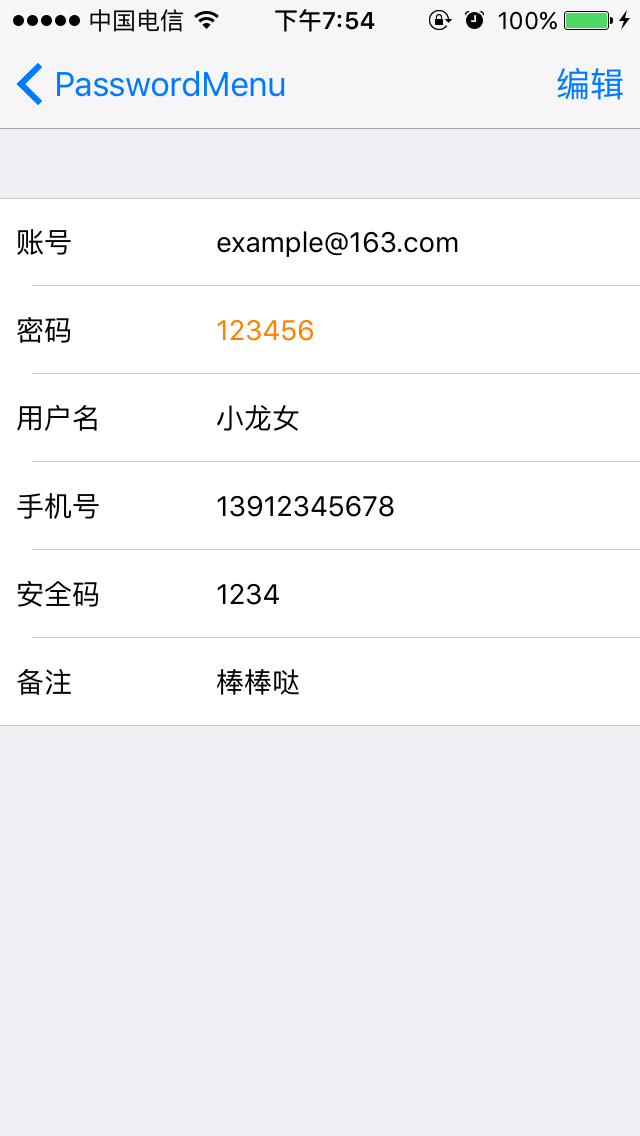 中国电信 下午7:54 100%
PasswordMenu 编辑
账号 example@163.com
密码 123456
用户名 小龙女
手机号 13912345678
安全码 1234
备注 棒棒哒